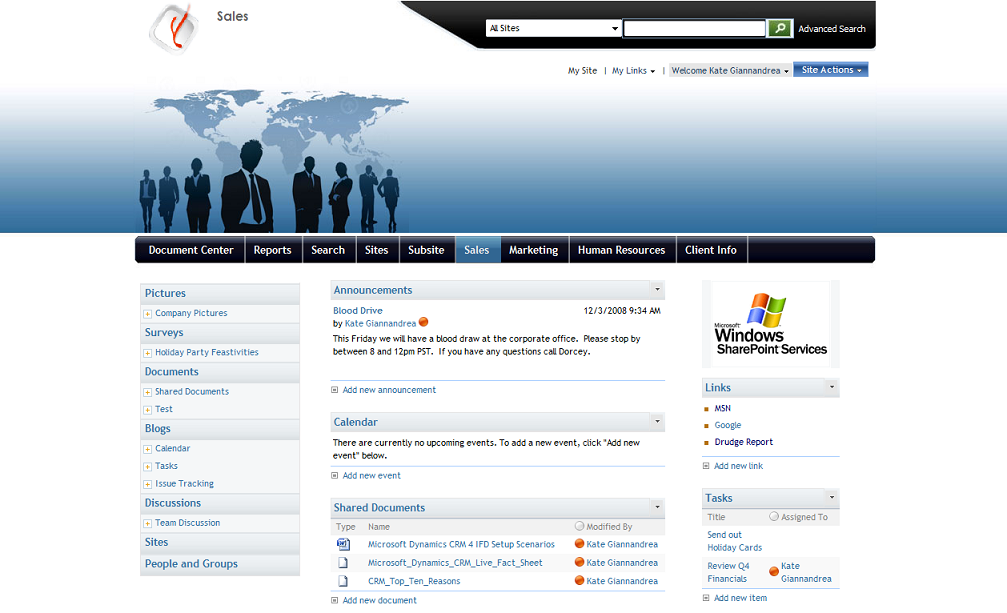 Sales
All Sites
Advanced Search
My Site | My Links | Welcome Kate Giannandrea
Site Actions
Document Center
Reports
Search
Sites
Subsite
Sales
Marketing
Human Resources
Client Info
Pictures
Company Pictures
Surveys
Holiday Party Feastivities
Documents
Shared Documents
Test
Blogs
Calendar
Tasks
Issue Tracking
Discussions
Team Discussion
Sites
People and Groups
Announcements
Blood Drive
12/3/2008 9:34 AM
by Kate Giannandrea
This Friday we will have a blood draw at the corporate office. Please stop by
between 8 and 12pm PST. If you have any questions call Dorcey.
Add new announcement
Calendar
There are currently no upcoming events. To add a new event, click "Add new
event" below.
Add new event
Shared Documents
Type Name Modified By
Microsoft Dynamics CRM 4 IFD Setup Scenarios Kate Giannandrea
Microsoft_Dynamics_CRM_Live_Fact_Sheet Kate Giannandrea
CRM_Top_Ten_Reasons Kate Giannandrea
Add new document
Microsoft
Windows
SharePoint Services
Links
MSN
Google
Drudge Report
Add new link
Tasks
Title Assigned To
Send out
Holiday Cards
Review Q4 Kate
Financials Giannandrea
Add new item